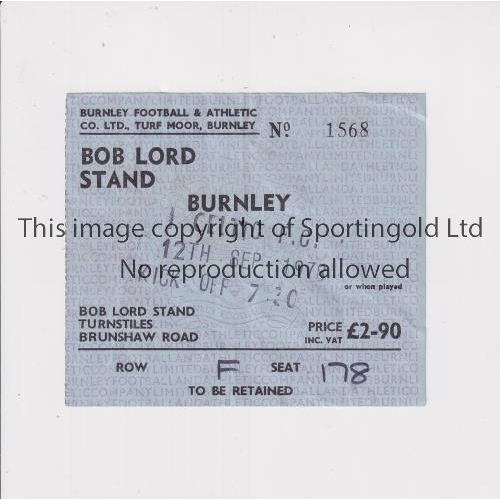 BURNLEY FOOTBALL & ATHLETIC
CO. LTD., TURF MOOR, BURNLEY
Nº 1568
BOB LORD
STAND
BURNLEY
This image copyright of Sportingold Ltd
12TH SEP. 1978
No reproduction allowed
KICK OFF 7.30
or when played
BOB LORD STAND
TURNSTILES
BRUNSHAW ROAD
PRICE £2-90
INC. VAT
ROW F SEAT 178
TO BE RETAINED